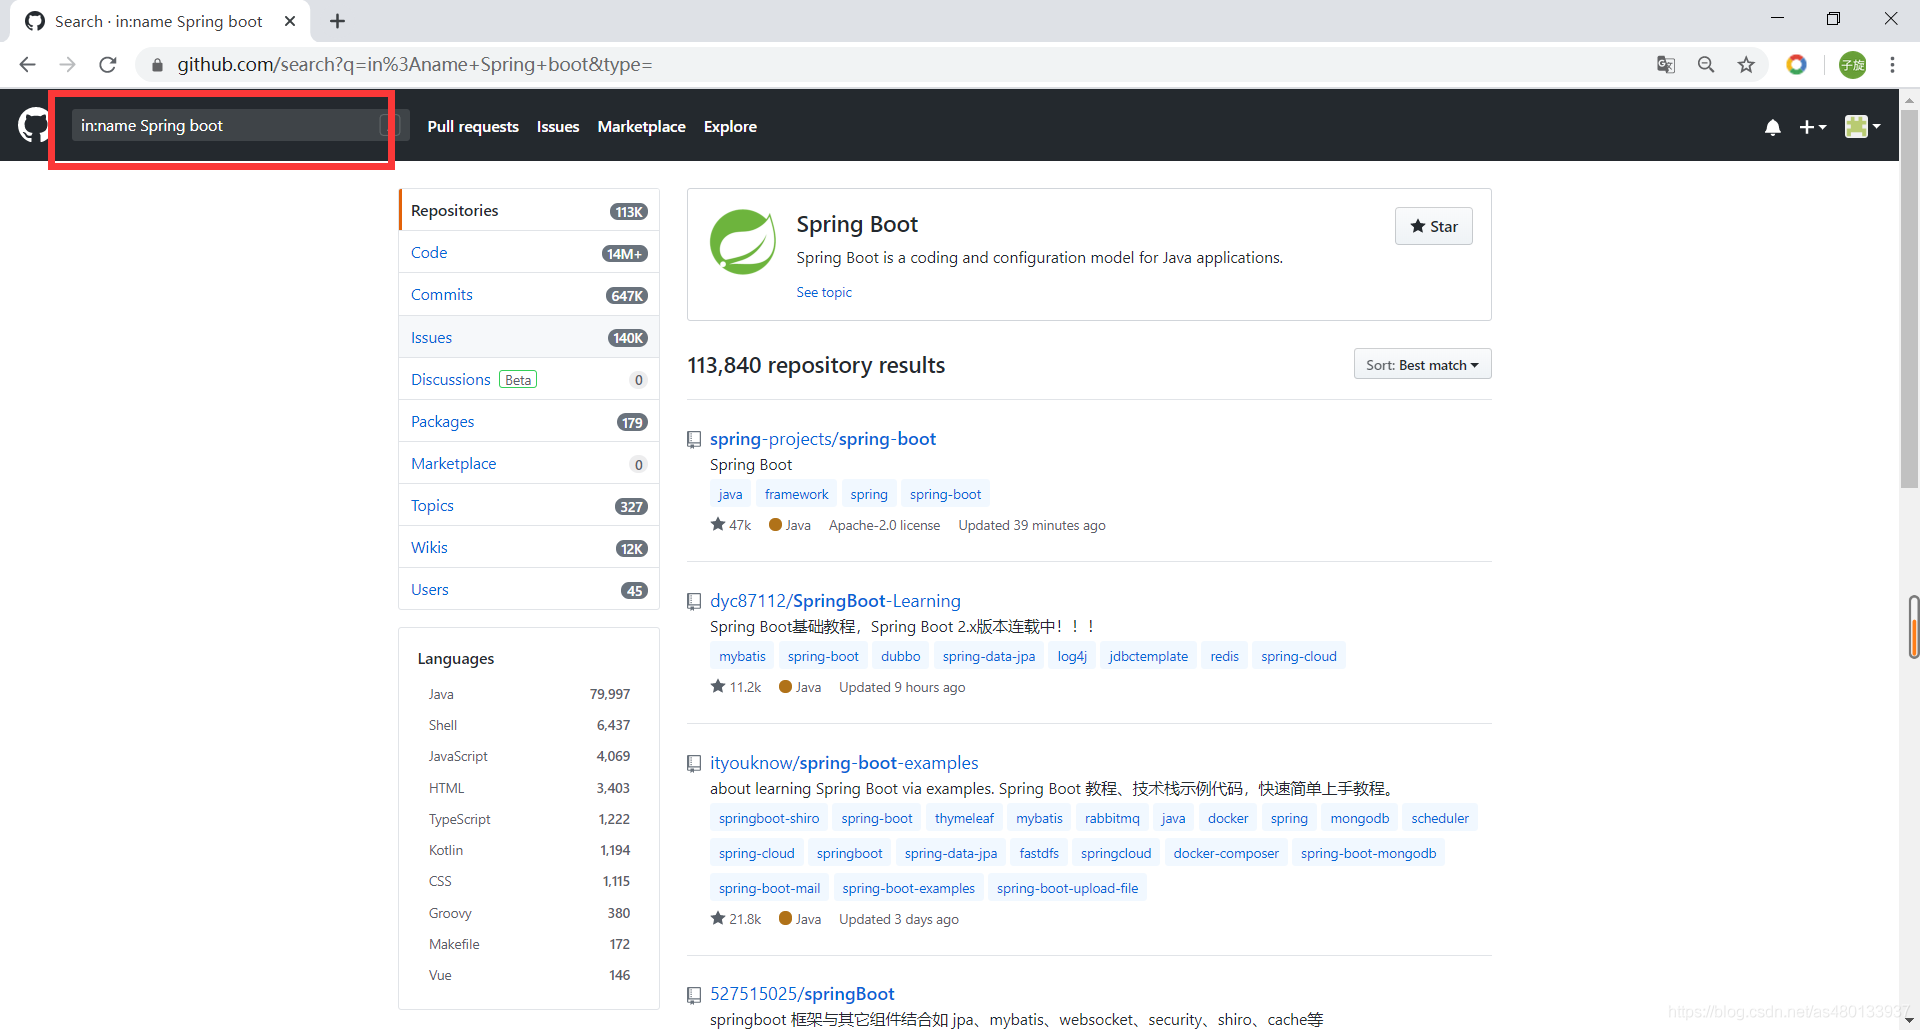 Search · in:name Spring boot
github.com/search?q=in%3Aname+Spring+boot&type=
子旋
in:name Spring boot
Pull requests Issues Marketplace Explore
Repositories 113K
Code 14M+
Commits 647K
Issues 140K
Discussions Beta 0
Packages 179
Marketplace 0
Topics 327
Wikis 12K
Users 45
Languages
Java 79,997
Shell 6,437
JavaScript 4,069
HTML 3,403
TypeScript 1,222
Kotlin 1,194
CSS 1,115
Groovy 380
Makefile 172
Vue 146
Spring Boot
Star
Spring Boot is a coding and configuration model for Java applications.
See topic
113,840 repository results
Sort: Best match
spring-projects/spring-boot
Spring Boot
java framework spring spring-boot
47k Java Apache-2.0 license Updated 39 minutes ago
dyc87112/SpringBoot-Learning
Spring Boot基础教程，Spring Boot 2.x版本连载中！！！
mybatis spring-boot dubbo spring-data-jpa log4j jdbctemplate redis spring-cloud
11.2k Java Updated 9 hours ago
ityouknow/spring-boot-examples
about learning Spring Boot via examples. Spring Boot 教程、技术栈示例代码，快速简单上手教程。
springboot-shiro spring-boot thymeleaf mybatis rabbitmq java docker spring mongodb scheduler
spring-cloud springboot spring-data-jpa fastdfs springcloud docker-composer spring-boot-mongodb
spring-boot-mail spring-boot-examples spring-boot-upload-file
21.8k Java Updated 3 days ago
527515025/springBoot
springboot 框架与其它组件结合如 jpa、mybatis、websocket、security、shiro、cache等
https://blog.csdn.net/as480133937